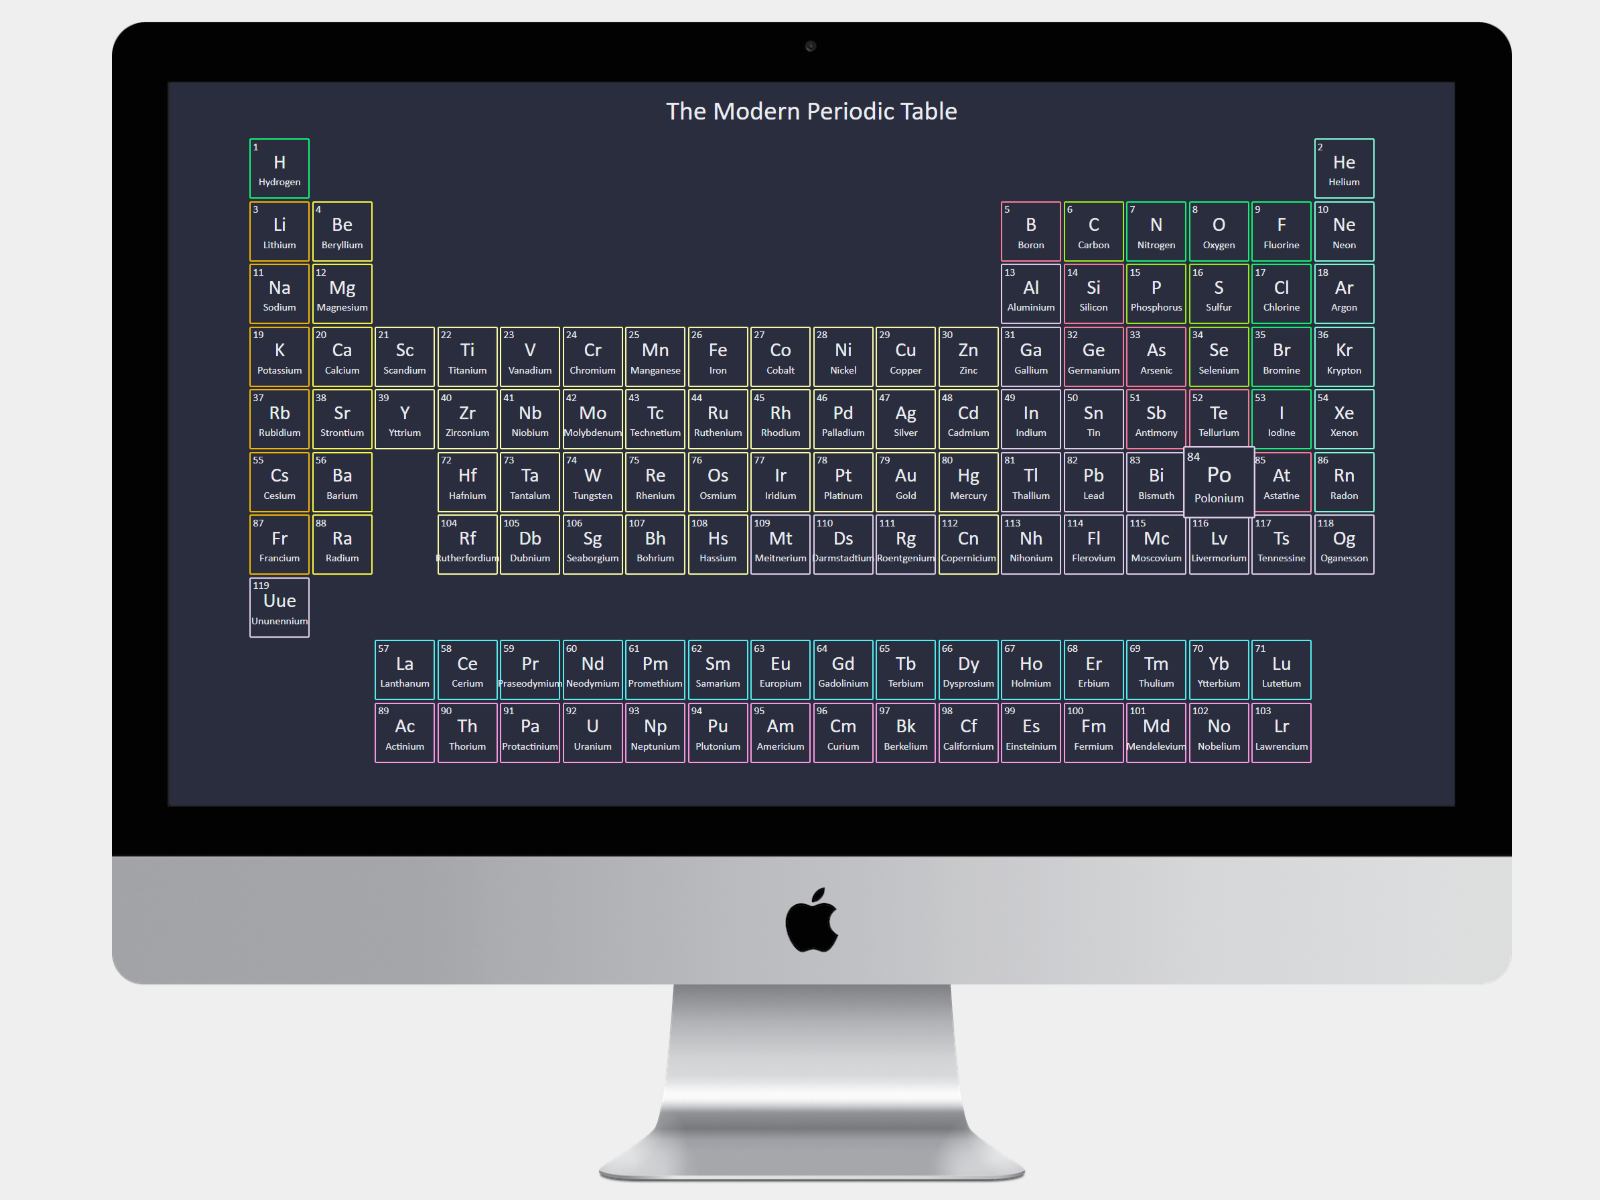 The Modern Periodic Table
1
H
Hydrogen
2
He
Helium
3
Li
Lithium
4
Be
Beryllium
5
B
Boron
6
C
Carbon
7
N
Nitrogen
8
O
Oxygen
9
F
Fluorine
10
Ne
Neon
11
Na
Sodium
12
Mg
Magnesium
13
Al
Aluminium
14
Si
Silicon
15
P
Phosphorus
16
S
Sulfur
17
Cl
Chlorine
18
Ar
Argon
19
K
Potassium
20
Ca
Calcium
21
Sc
Scandium
22
Ti
Titanium
23
V
Vanadium
24
Cr
Chromium
25
Mn
Manganese
26
Fe
Iron
27
Co
Cobalt
28
Ni
Nickel
29
Cu
Copper
30
Zn
Zinc
31
Ga
Gallium
32
Ge
Germanium
33
As
Arsenic
34
Se
Selenium
35
Br
Bromine
36
Kr
Krypton
37
Rb
Rubidium
38
Sr
Strontium
39
Y
Yttrium
40
Zr
Zirconium
41
Nb
Niobium
42
Mo
Molybdenum
43
Tc
Technetium
44
Ru
Ruthenium
45
Rh
Rhodium
46
Pd
Palladium
47
Ag
Silver
48
Cd
Cadmium
49
In
Indium
50
Sn
Tin
51
Sb
Antimony
52
Te
Tellurium
53
I
Iodine
54
Xe
Xenon
55
Cs
Cesium
56
Ba
Barium
72
Hf
Hafnium
73
Ta
Tantalum
74
W
Tungsten
75
Re
Rhenium
76
Os
Osmium
77
Ir
Iridium
78
Pt
Platinum
79
Au
Gold
80
Hg
Mercury
81
Tl
Thallium
82
Pb
Lead
83
Bi
Bismuth
84
Po
Polonium
85
At
Astatine
86
Rn
Radon
87
Fr
Francium
88
Ra
Radium
104
Rf
Rutherfordium
105
Db
Dubnium
106
Sg
Seaborgium
107
Bh
Bohrium
108
Hs
Hassium
109
Mt
Meitnerium
110
Ds
Darmstadtium
111
Rg
Roentgenium
112
Cn
Copernicium
113
Nh
Nihonium
114
Fl
Flerovium
115
Mc
Moscovium
116
Lv
Livermorium
117
Ts
Tennessine
118
Og
Oganesson
119
Uue
Ununennium
57
La
Lanthanum
58
Ce
Cerium
59
Pr
Praseodymium
60
Nd
Neodymium
61
Pm
Promethium
62
Sm
Samarium
63
Eu
Europium
64
Gd
Gadolinium
65
Tb
Terbium
66
Dy
Dysprosium
67
Ho
Holmium
68
Er
Erbium
69
Tm
Thulium
70
Yb
Ytterbium
71
Lu
Lutetium
89
Ac
Actinium
90
Th
Thorium
91
Pa
Protactinium
92
U
Uranium
93
Np
Neptunium
94
Pu
Plutonium
95
Am
Americium
96
Cm
Curium
97
Bk
Berkelium
98
Cf
Californium
99
Es
Einsteinium
100
Fm
Fermium
101
Md
Mendelevium
102
No
Nobelium
103
Lr
Lawrencium